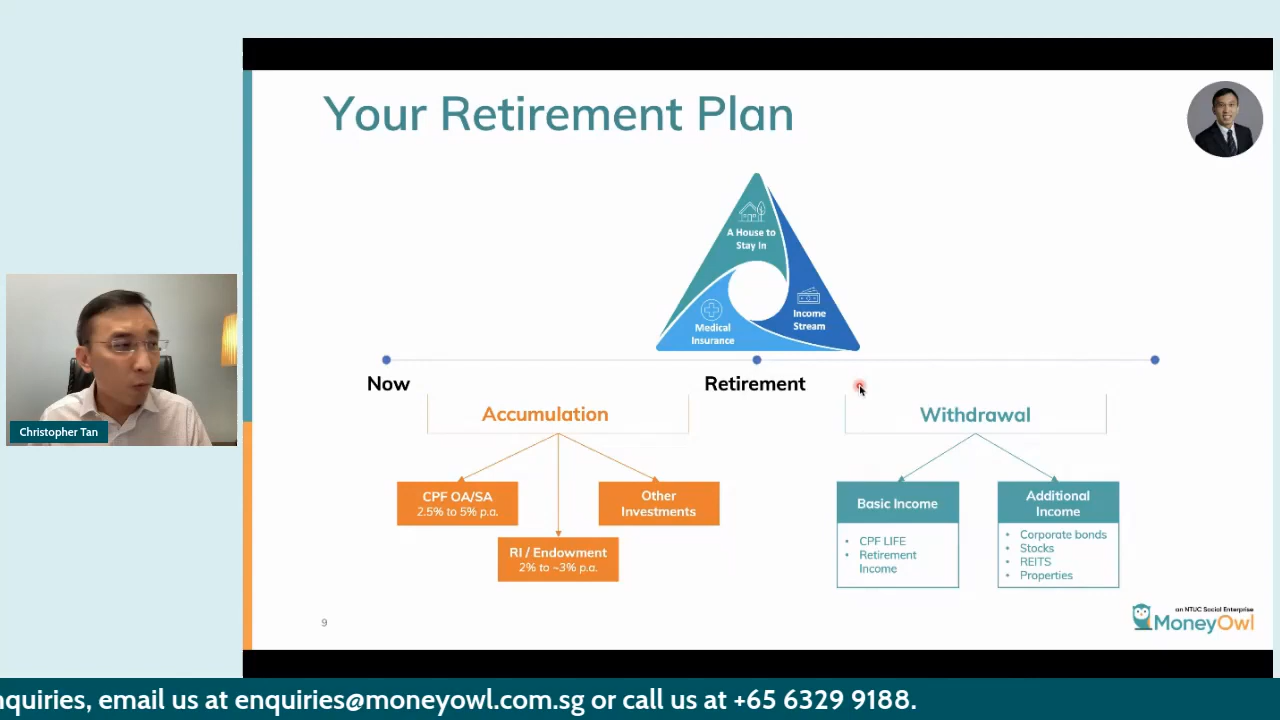 Your Retirement Plan
A House to
Stay In
Medical
Insurance
Income
Stream
Now
Retirement
Accumulation
Withdrawal
CPF OA/SA
2.5% to 5% p.a.
Other
Investments
RI / Endowment
2% to ~3% p.a.
Basic Income
• CPF LIFE
• Retirement
Income
Additional
Income
• Corporate bonds
• Stocks
• REITS
• Properties
Christopher Tan
9
an NTUC Social Enterprise
MoneyOwl
nquiries, email us at enquiries@moneyowl.com.sg or call us at +65 6329 9188.